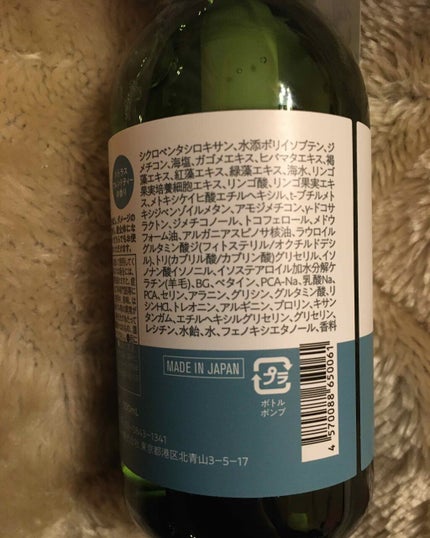 シクロペンタシロキサン、水添ポリイソブテン、ジ
メチコン、海塩、ガゴメエキス、ヒバマタエキス、褐
藻エキス、紅藻エキス、緑藻エキス、海水、リンゴ
果実培養細胞エキス、リンゴ酸、リンゴ果実エキ
ス、メトキシケイヒ酸エチルヘキシル、t-ブチルメト
キシジベンゾイルメタン、アモジメチコン、γ-ドコサ
ラクトン、ジメチコノール、トコフェロール、メドウ
フォーム油、アルガニアスピノサ核油、ラウロイル
グルタミン酸ジ(フィトステリル/オクチルドデシ
ル)、トリ(カプリル酸/カプリン酸)グリセリル、イソ
ノナン酸イソノニル、イソステアロイル加水分解ケ
ラチン(羊毛)、BG、ベタイン、PCA-Na、乳酸Na、
PCA、セリン、アラニン、グリシン、グルタミン酸、
リシンHCl、トレオニン、アルギニン、プロリン、キサン
タンガム、エチルヘキシルグリセリン、グリセリン、
レシチン、水飴、水、フェノキシエタノール、香料
MADE IN JAPAN
プラ
ボトル
ポンプ
4 570088 650061
0843-1341
東京都港区北青山3-5-17